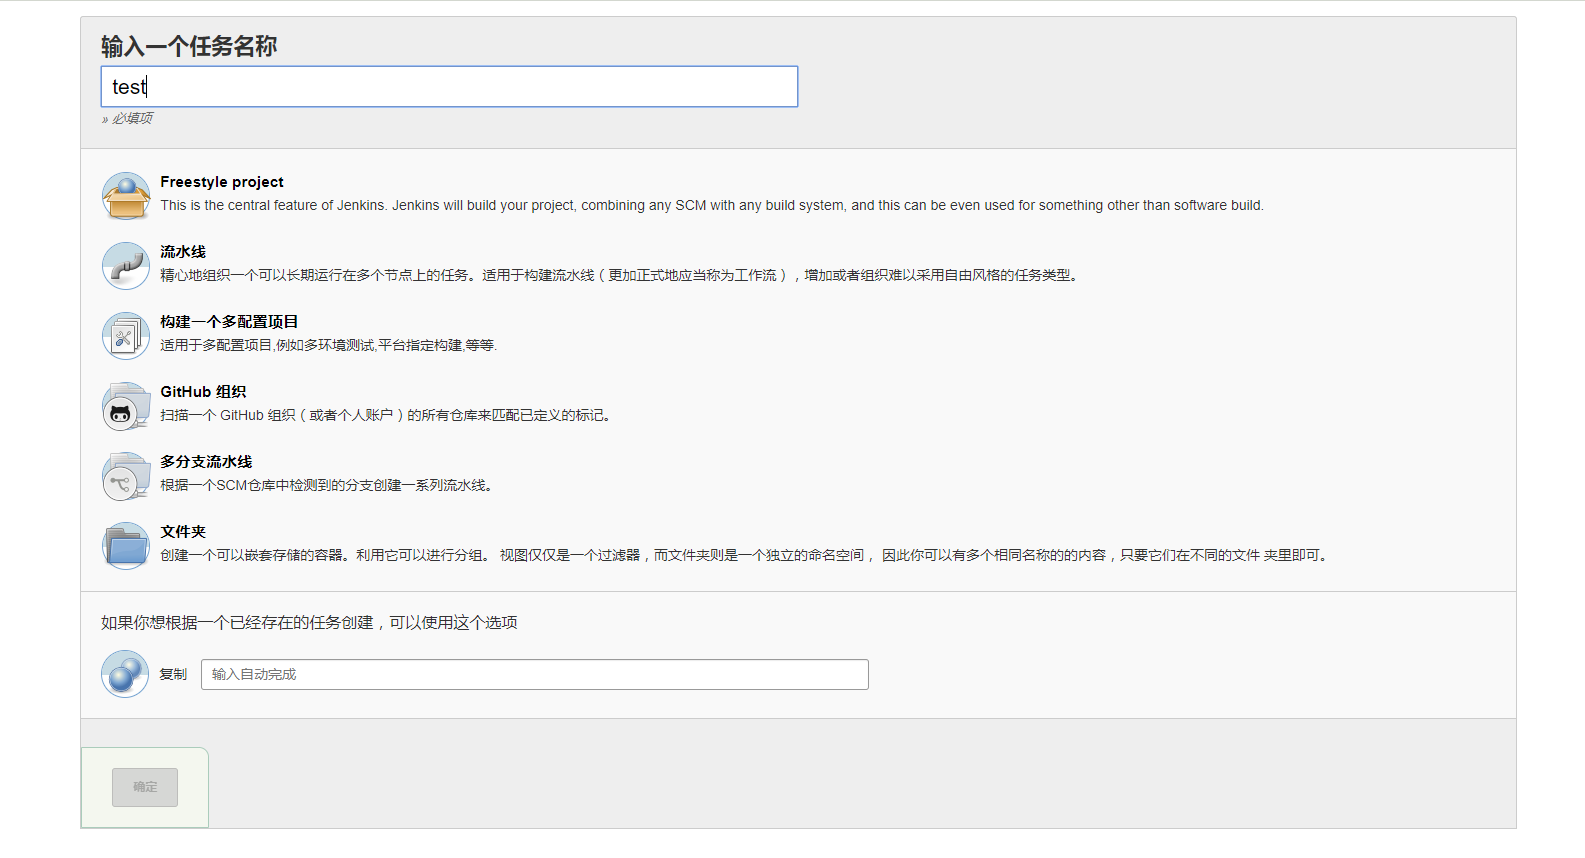 输入一个任务名称
test
» 必填项
Freestyle project
This is the central feature of Jenkins. Jenkins will build your project, combining any SCM with any build system, and this can be even used for something other than software build.
流水线
精心地组织一个可以长期运行在多个节点上的任务。适用于构建流水线（更加正式地应当称为工作流），增加或者组织难以采用自由风格的任务类型。
构建一个多配置项目
适用于多配置项目,例如多环境测试,平台指定构建,等等.
GitHub 组织
扫描一个 GitHub 组织（或者个人账户）的所有仓库来匹配已定义的标记。
多分支流水线
根据一个SCM仓库中检测到的分支创建一系列流水线。
文件夹
创建一个可以嵌套存储的容器。利用它可以进行分组。 视图仅仅是一个过滤器，而文件夹则是一个独立的命名空间， 因此你可以有多个相同名称的的内容，只要它们在不同的文件 夹里即可。
如果你想根据一个已经存在的任务创建，可以使用这个选项
复制 输入自动完成
确定